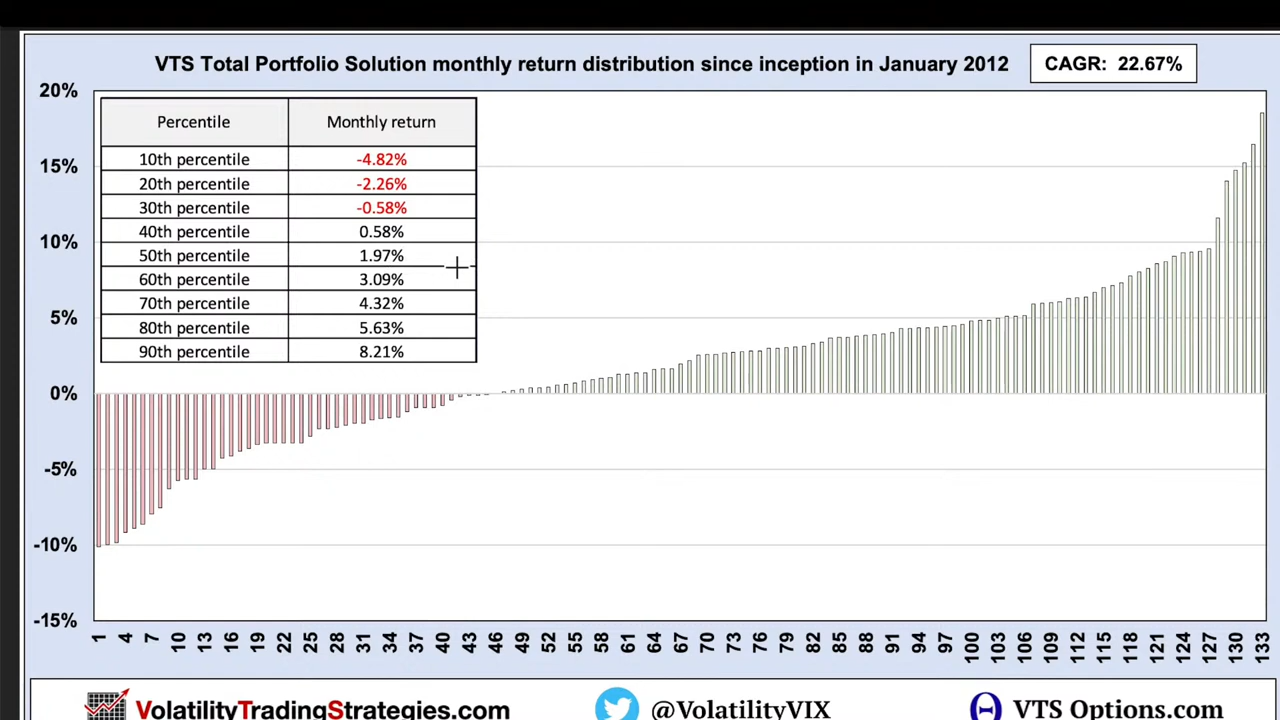 VTS Total Portfolio Solution monthly return distribution since inception in January 2012
CAGR: 22.67%
20%
15%
10%
5%
0%
-5%
-10%
-15%
Percentile Monthly return
10th percentile -4.82%
20th percentile -2.26%
30th percentile -0.58%
40th percentile 0.58%
50th percentile 1.97%
60th percentile 3.09%
70th percentile 4.32%
80th percentile 5.63%
90th percentile 8.21%
1 4 7 10 13 16 19 22 25 28 31 34 37 40 43 46 49 52 55 58 61 64 67 70 73 76 79 82 85 88 91 94 97 100 103 106 109 112 115 118 121 124 127 130 133
VolatilityTradingStrategies.com @VolatilityVIX VTS Options.com